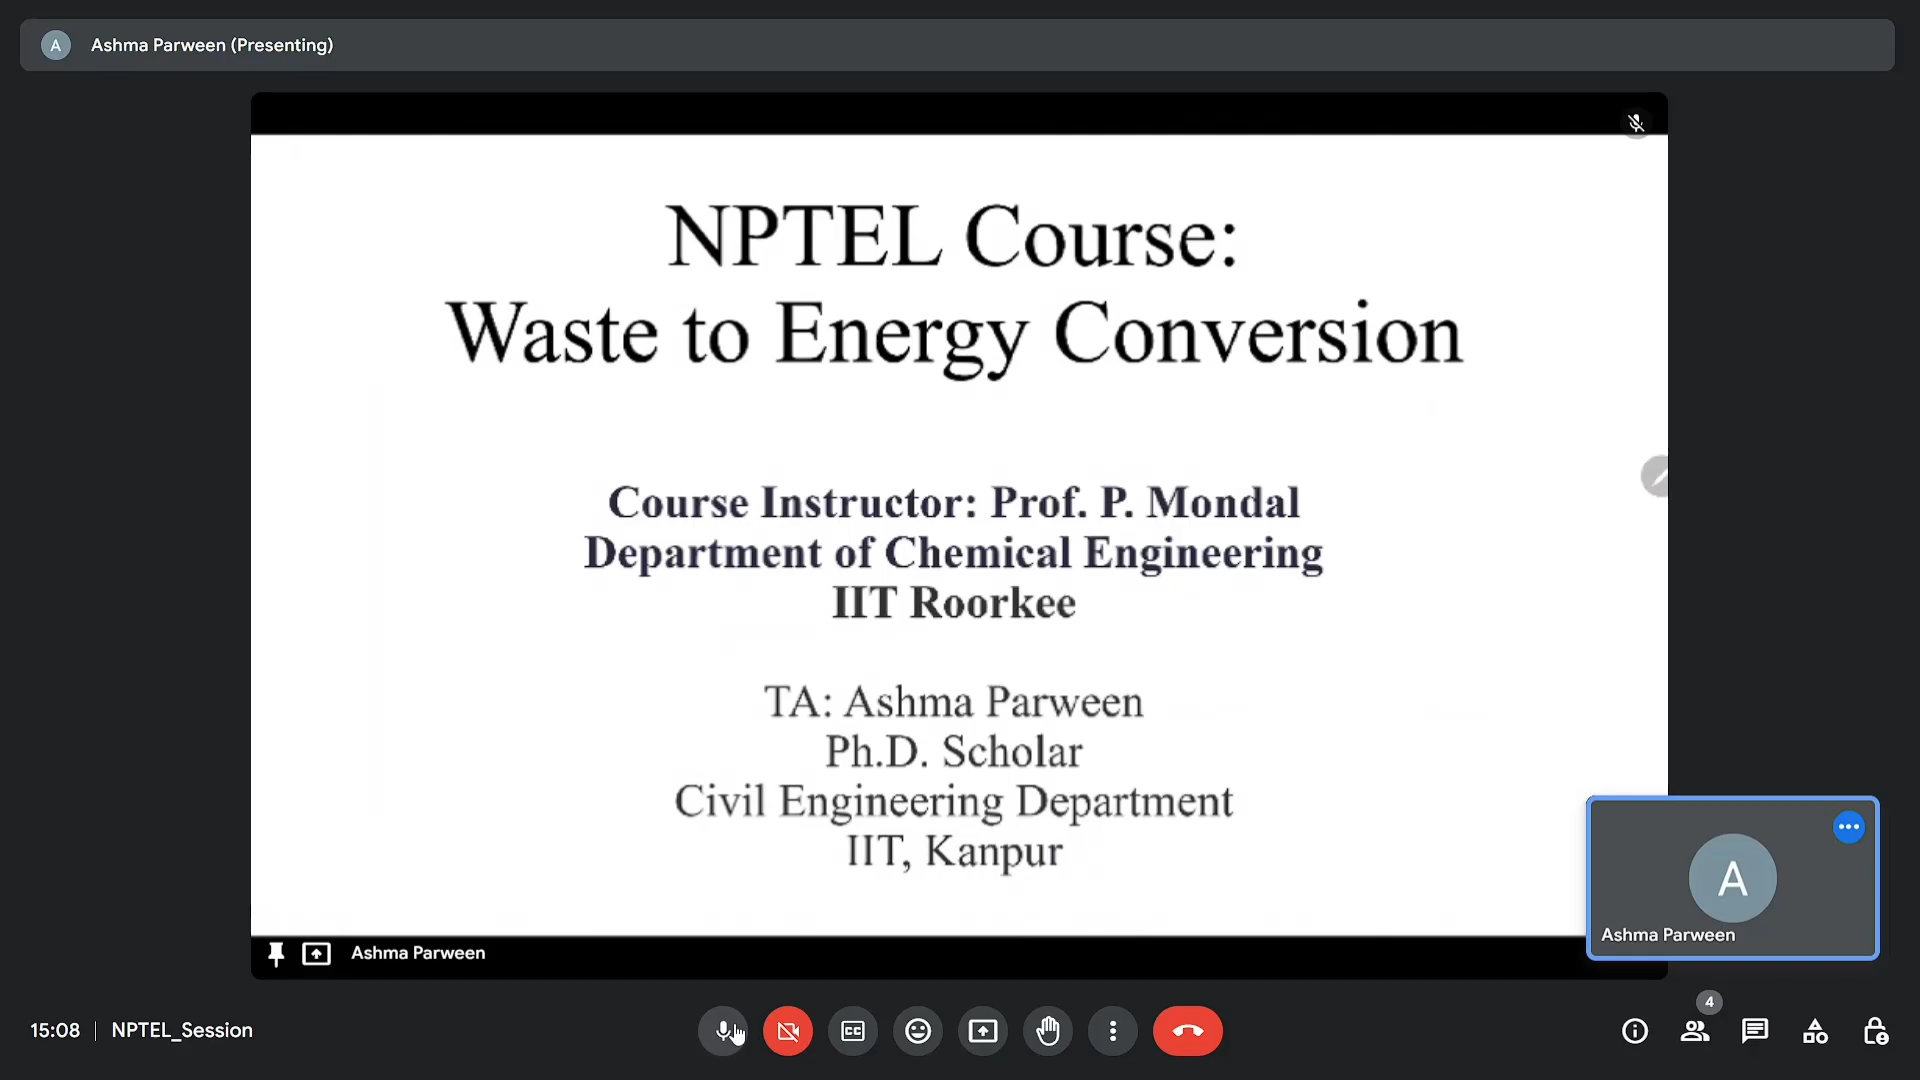 A Ashma Parween (Presenting)
NPTEL Course:
Waste to Energy Conversion
Course Instructor: Prof. P. Mondal
Department of Chemical Engineering
IIT Roorkee
TA: Ashma Parween
Ph.D. Scholar
Civil Engineering Department
IIT, Kanpur
A
Ashma Parween
Ashma Parween
4
15:08 | NPTEL_Session
CC